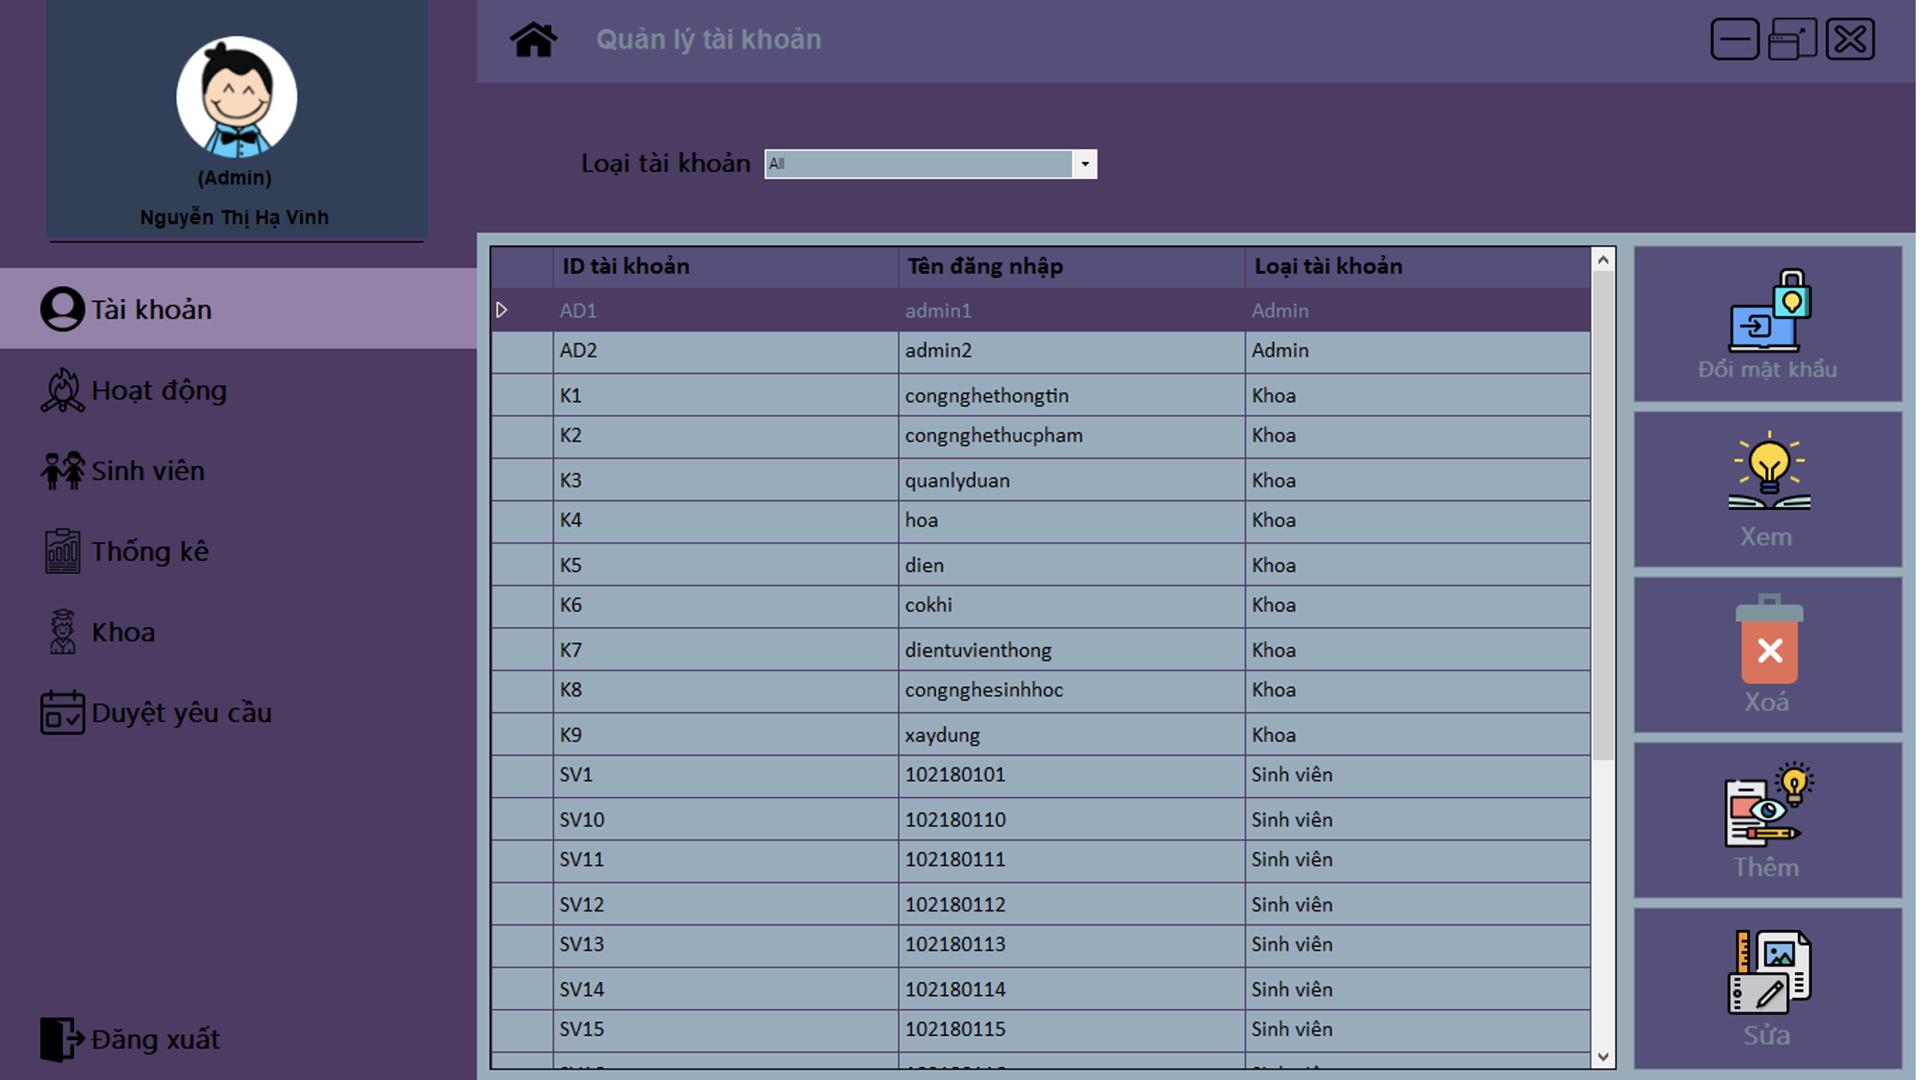 (Admin)
Nguyễn Thị Hạ Vinh
Tài khoản
Hoạt động
Sinh viên
Thống kê
Khoa
Duyệt yêu cầu
Đăng xuất
Quản lý tài khoản
Loại tài khoản All
ID tài khoản Tên đăng nhập Loại tài khoản
AD1 admin1 Admin
AD2 admin2 Admin
K1 congnghethongtin Khoa
K2 congnghethucpham Khoa
K3 quanlyduan Khoa
K4 hoa Khoa
K5 dien Khoa
K6 cokhi Khoa
K7 dientuvienthong Khoa
K8 congnghesinhhoc Khoa
K9 xaydung Khoa
SV1 102180101 Sinh viên
SV10 102180110 Sinh viên
SV11 102180111 Sinh viên
SV12 102180112 Sinh viên
SV13 102180113 Sinh viên
SV14 102180114 Sinh viên
SV15 102180115 Sinh viên
Đổi mật khẩu
Xem
Xoá
Thêm
Sửa